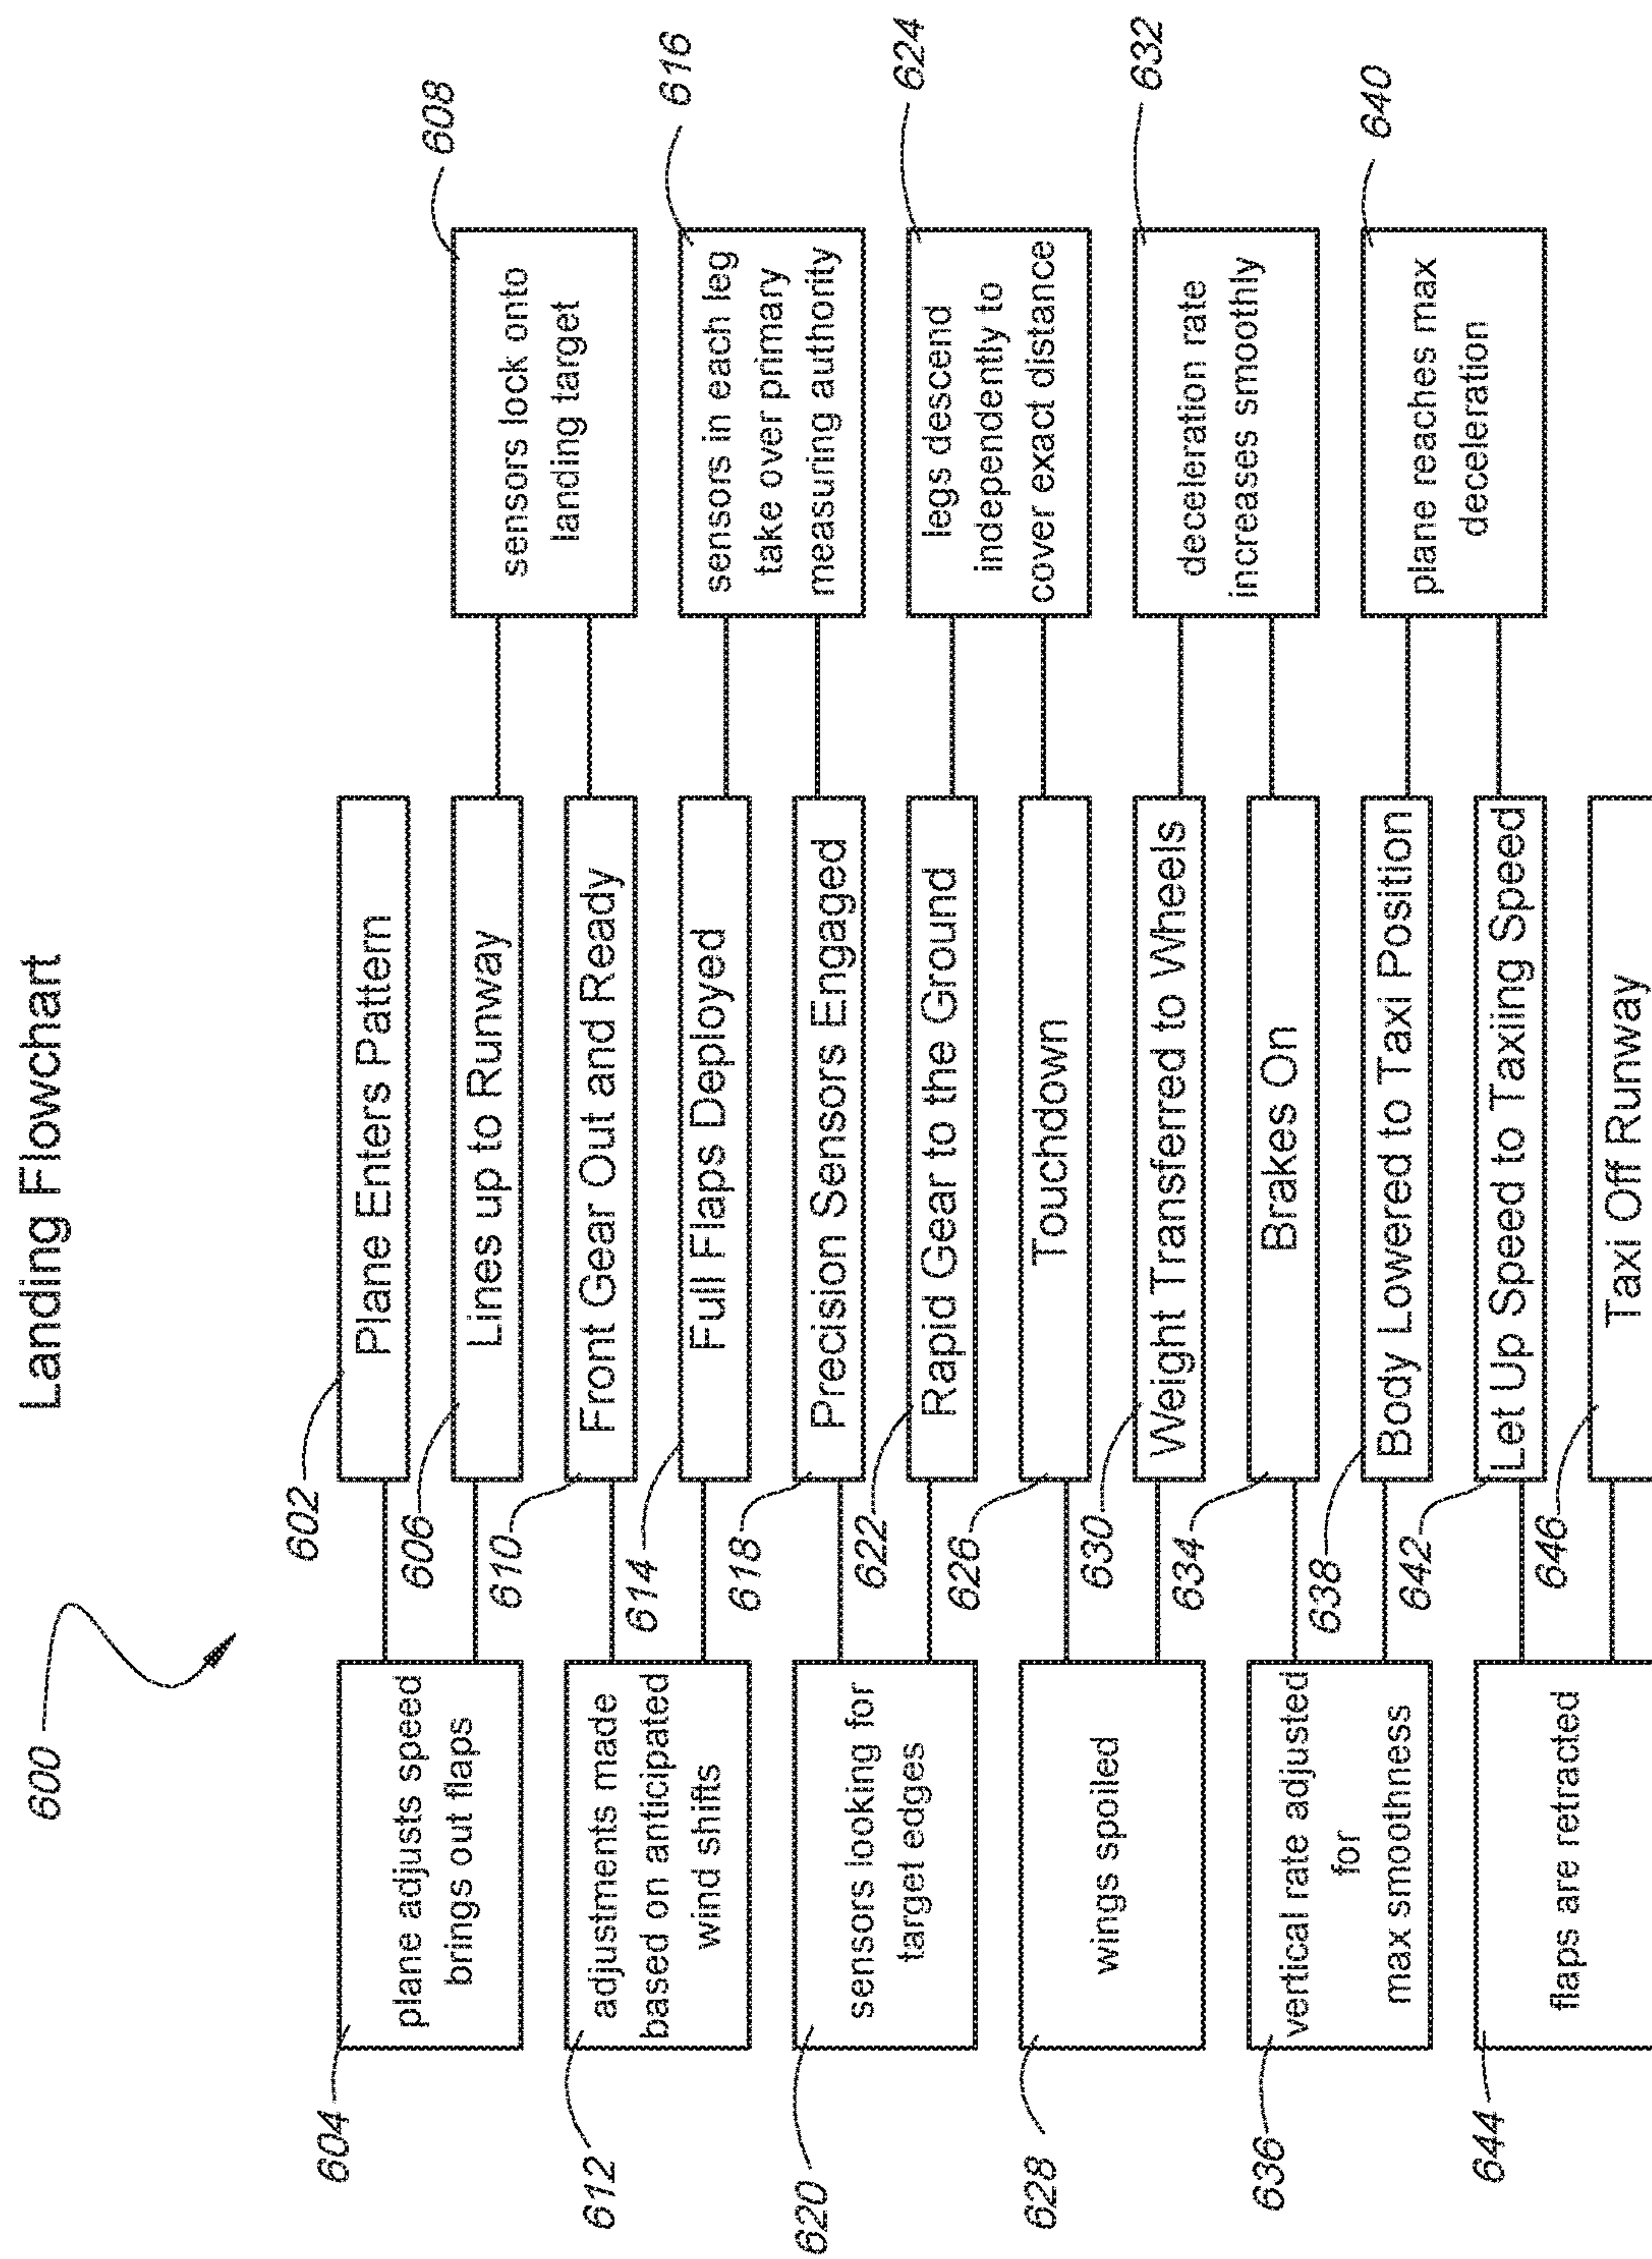 Landing Flowchart
600
602
Plane Enters Pattern
604
plane adjusts speed
brings out flaps
606
Lines up to Runway
608
sensors lock onto
landing target
610
Front Gear Out and Ready
612
adjustments made
based on anticipated
wind shifts
614
Full Flaps Deployed
616
sensors in each leg
take over primary
measuring authority
618
Precision Sensors Engaged
620
sensors looking for
target edges
622
Rapid Gear to the Ground
624
legs descend
independently to
cover exact distance
626
Touchdown
628
wings spoiled
630
Weight Transferred to Wheels
632
deceleration rate
increases smoothly
634
Brakes On
636
vertical rate adjusted
for
max smoothness
638
Body Lowered to Taxi Position
640
plane reaches max
deceleration
642
Let Up Speed to Taxiing Speed
644
flaps are retracted
646
Taxi Off Runway